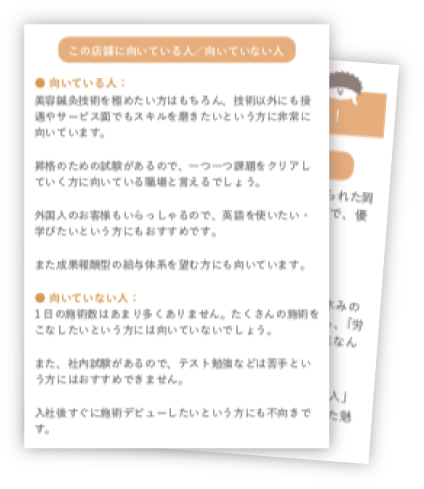 この店舗に向いている人／向いていない人
● 向いている人：
美容鍼灸技術を極めたい方はもちろん、技術以外にも接
遇やサービス面でもスキルを磨きたいという方に非常に
向いています。
昇格のための試験があるので、一つ一つ課題をクリアし
ていく方に向いている職場と言えるでしょう。
外国人のお客様もいらっしゃるので、英語を使いたい・
学びたいという方にもおすすめです。
また成果報酬型の給与体系を望む方にも向いています。
● 向いていない人：
1日の施術数はあまり多くありません。たくさんの施術を
こなしたいという方には向いていないでしょう。
また、社内試験があるので、テスト勉強などは苦手とい
う方にはおすすめできません。
入社後すぐに施術デビューしたいという方にも不向きで
す。
！
られた岡
で、優
休みの
、「労
なん
人」
た魅